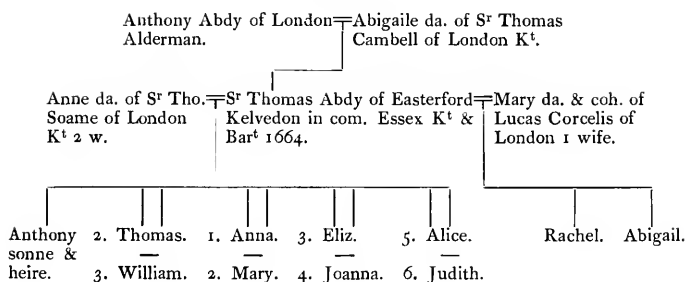 Anthony Abdy of London Abigaile da. of Sr Thomas
Alderman. Cambell of London Kt.
Anne da. of Sr Tho. Sr Thomas Abdy of Easterford Mary da. & coh. of
Soame of London Kelvedon in com. Essex Kt & Lucas Corcelis of
Kt 2 w. Bart 1664. London 1 wife.
Anthony 2. Thomas. 1. Anna. 3. Eliz. 5. Alice. Rachel. Abigail.
sonne &
heire. 3. William. 2. Mary. 4. Joanna. 6. Judith.